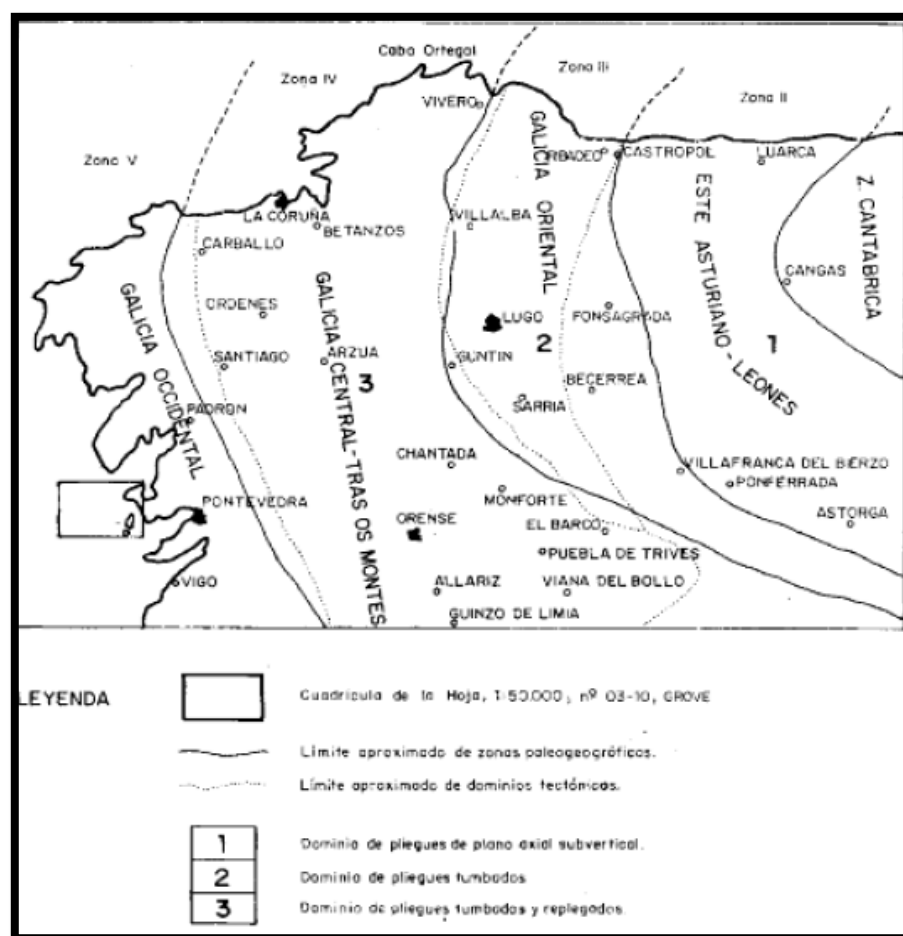 Cabo Ortegal
Zona III
Zona IV
Zona II
VIVERO
Zona V
GALICIA ORIENTAL
RIBADEO
CASTROPOL
LUARCA
LA CORUÑA
BETANZOS
VILLALBA
ESTE ASTURIANO-LEONES
Z. CANTABRICA
CARBALLO
CANGAS
GALICIA OCCIDENTAL
ORDENES
GALICIA CENTRAL-TRAS OS MONTES
LUGO
FONSAGRADA
2
1
SANTIAGO
ARZUA
3
GUNTIN
BECERREA
SARRIA
PADRON
CHANTADA
VILLAFRANCA DEL BIERZO
PONFERRADA
MONFORTE
PONTEVEDRA
ORENSE
EL BARCO
ASTORGA
PUEBLA DE TRIVES
VIGO
ALLARIZ
VIANA DEL BOLLO
GUINZO DE LIMIA
LEYENDA
Cuadrícula de la Hoja, 1:50.000, nº 03-10, GROVE
Límite aproximado de zonas paleogeográficas.
Límite aproximado de dominios tectónicos.
1 Dominio de pliegues de plano axial subvertical.
2 Dominio de pliegues tumbados
3 Dominio de pliegues tumbados y replegados.